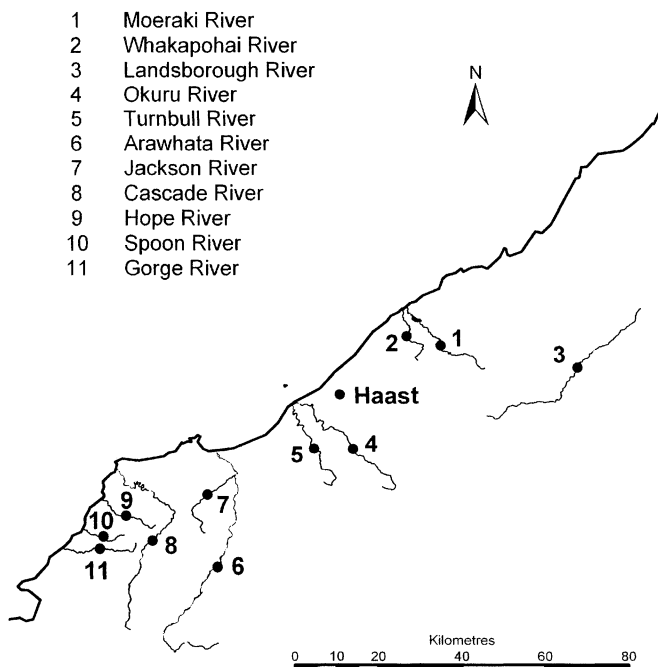 1 Moeraki River
2 Whakapohai River
3 Landsborough River
4 Okuru River
5 Turnbull River
6 Arawhata River
7 Jackson River
8 Cascade River
9 Hope River
10 Spoon River
11 Gorge River
N
2
1
3
Haast
5
4
7
9
10
8
11
6
Kilometres
0 10 20 40 60 80